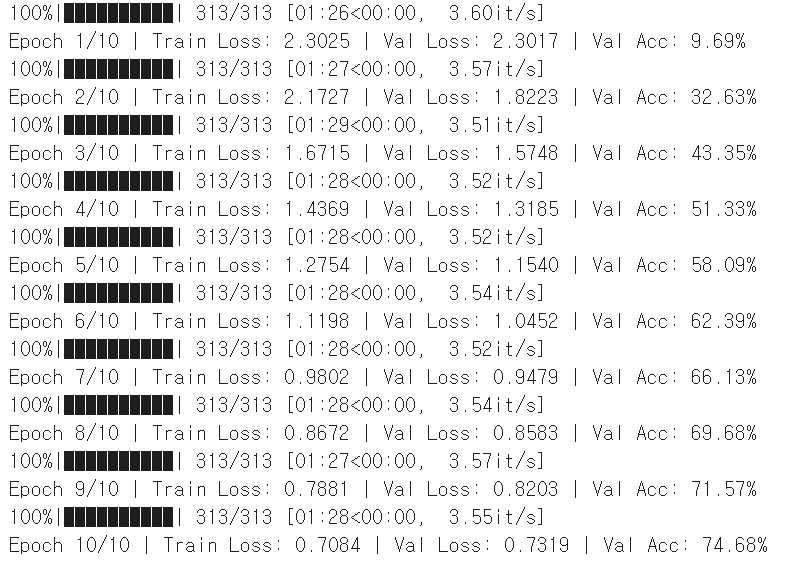 100%|██████████| 313/313 [01:26<00:00,  3.60it/s]
Epoch 1/10 | Train Loss: 2.3025 | Val Loss: 2.3017 | Val Acc: 9.69%
100%|██████████| 313/313 [01:27<00:00,  3.57it/s]
Epoch 2/10 | Train Loss: 2.1727 | Val Loss: 1.8223 | Val Acc: 32.63%
100%|██████████| 313/313 [01:29<00:00,  3.51it/s]
Epoch 3/10 | Train Loss: 1.6715 | Val Loss: 1.5748 | Val Acc: 43.35%
100%|██████████| 313/313 [01:28<00:00,  3.52it/s]
Epoch 4/10 | Train Loss: 1.4369 | Val Loss: 1.3185 | Val Acc: 51.33%
100%|██████████| 313/313 [01:28<00:00,  3.52it/s]
Epoch 5/10 | Train Loss: 1.2754 | Val Loss: 1.1540 | Val Acc: 58.09%
100%|██████████| 313/313 [01:28<00:00,  3.54it/s]
Epoch 6/10 | Train Loss: 1.1198 | Val Loss: 1.0452 | Val Acc: 62.39%
100%|██████████| 313/313 [01:28<00:00,  3.52it/s]
Epoch 7/10 | Train Loss: 0.9802 | Val Loss: 0.9479 | Val Acc: 66.13%
100%|██████████| 313/313 [01:28<00:00,  3.54it/s]
Epoch 8/10 | Train Loss: 0.8672 | Val Loss: 0.8583 | Val Acc: 69.68%
100%|██████████| 313/313 [01:27<00:00,  3.57it/s]
Epoch 9/10 | Train Loss: 0.7881 | Val Loss: 0.8203 | Val Acc: 71.57%
100%|██████████| 313/313 [01:28<00:00,  3.55it/s]
Epoch 10/10 | Train Loss: 0.7084 | Val Loss: 0.7319 | Val Acc: 74.68%